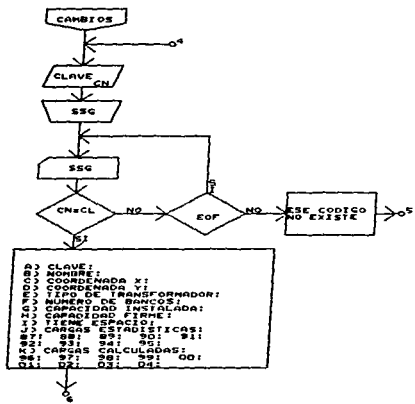 CAMBIOS
4
CLAVE
CN
SSG
SSG
CN=CL
NO
SI
EOF
SI
NO
ESE CODIGO
NO EXISTE
5
A) CLAVE:
B) NOMBRE:
C) COORDENADA X:
D) COORDENADA Y:
E) TIPO DE TRANSFORMADOR:
F) NUMERO DE BANCOS:
G) CAPACIDAD INSTALADA:
H) CAPACIDAD FIRME:
I) TIENE ESPACIO:
J) CARGAS ESTADISTICAS:
87: 88: 89: 90: 91:
92: 93: 94: 95:
K) CARGAS CALCULADAS:
96: 97: 98: 99: 00:
01: 02: 03: 04:
6